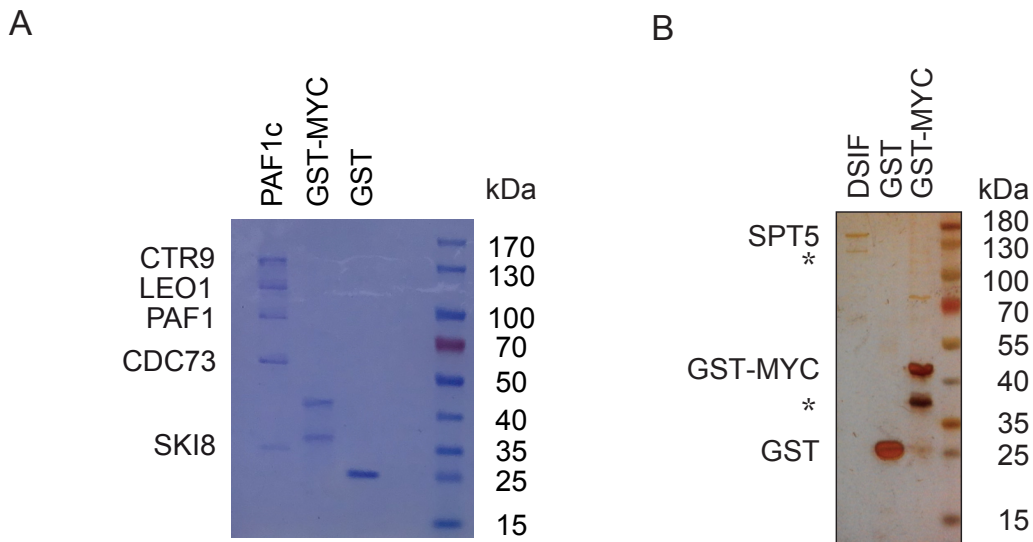 A
PAF1c
GST-MYC
GST
kDa
CTR9
LEO1
PAF1
CDC73
SKI8
170
130
100
70
50
40
35
25
15
B
DSIF
GST
GST-MYC
kDa
SPT5
*
GST-MYC
*
GST
180
130
100
70
55
40
35
25
15